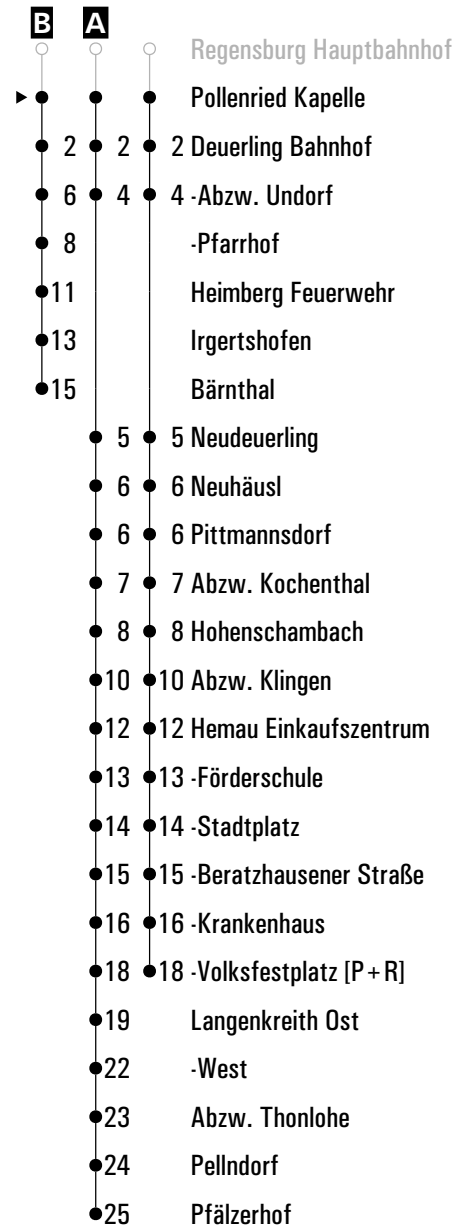 B A
Regensburg Hauptbahnhof
Pollenried Kapelle
2 2 2 Deuerling Bahnhof
6 4 4 -Abzw. Undorf
8 -Pfarrhof
11 Heimberg Feuerwehr
13 Irgertshofen
15 Bärnthal
5 5 Neudeuerling
6 6 Neuhäusl
6 6 Pittmannsdorf
7 7 Abzw. Kochenthal
8 8 Hohenschambach
10 10 Abzw. Klingen
12 12 Hemau Einkaufszentrum
13 13 -Förderschule
14 14 -Stadtplatz
15 15 -Beratzhausener Straße
16 16 -Krankenhaus
18 18 -Volksfestplatz [P+R]
19 Langenkreith Ost
22 -West
23 Abzw. Thonlohe
24 Pellndorf
25 Pfälzerhof